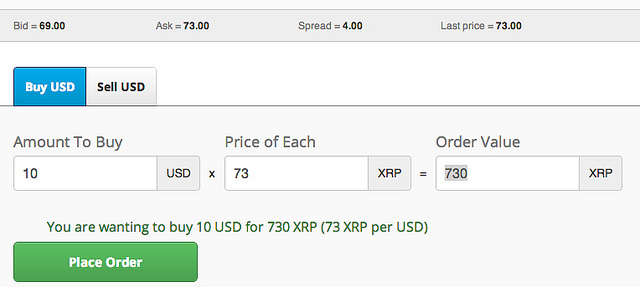 Bid = 69.00 Ask = 73.00 Spread = 4.00 Last price = 73.00
Buy USD Sell USD
Amount To Buy Price of Each Order Value
10 USD x 73 XRP = 730 XRP
You are wanting to buy 10 USD for 730 XRP (73 XRP per USD)
Place Order